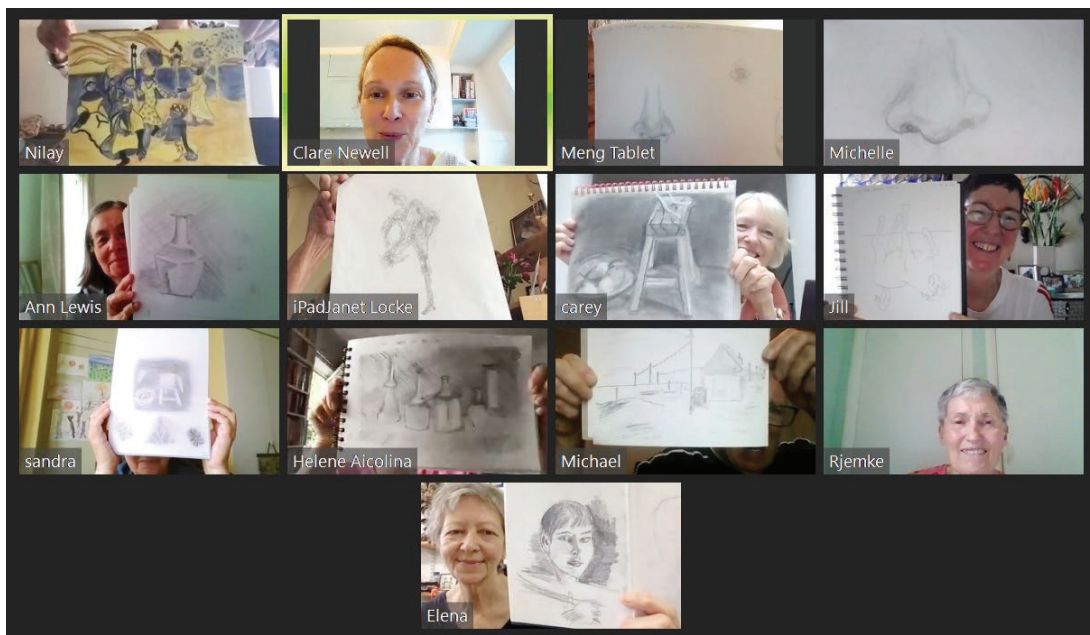 Nilay
Clare Newell
Meng Tablet
Michelle
Ann Lewis
iPadJanet Locke
carey
Jill
sandra
Helene Aicolina
Michael
Rjemke
Elena